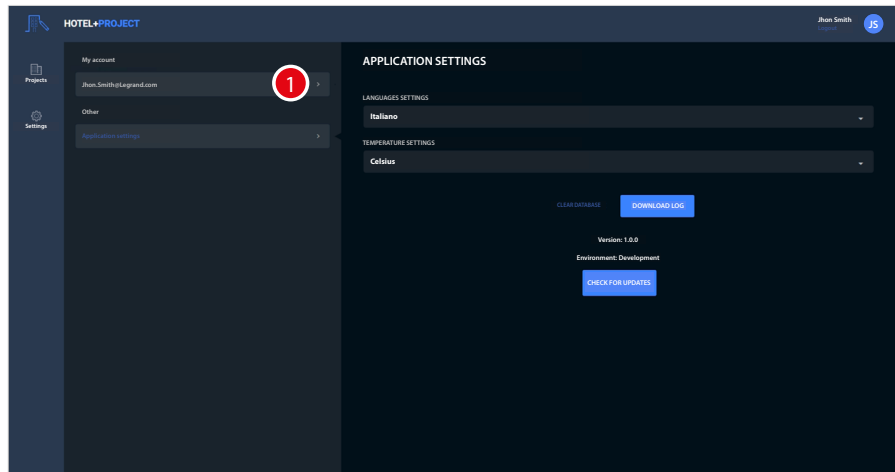 HOTEL+PROJECT
Jhon Smith
Logout
JS
Projects
Settings
My account
Jhon.Smith@Legrand.com
1
Other
Application settings
APPLICATION SETTINGS
LANGUAGES SETTINGS
Italiano
TEMPERATURE SETTINGS
Celsius
CLEAR DATABASE
DOWNLOAD LOG
Version: 1.0.0
Environment: Development
CHECK FOR UPDATES